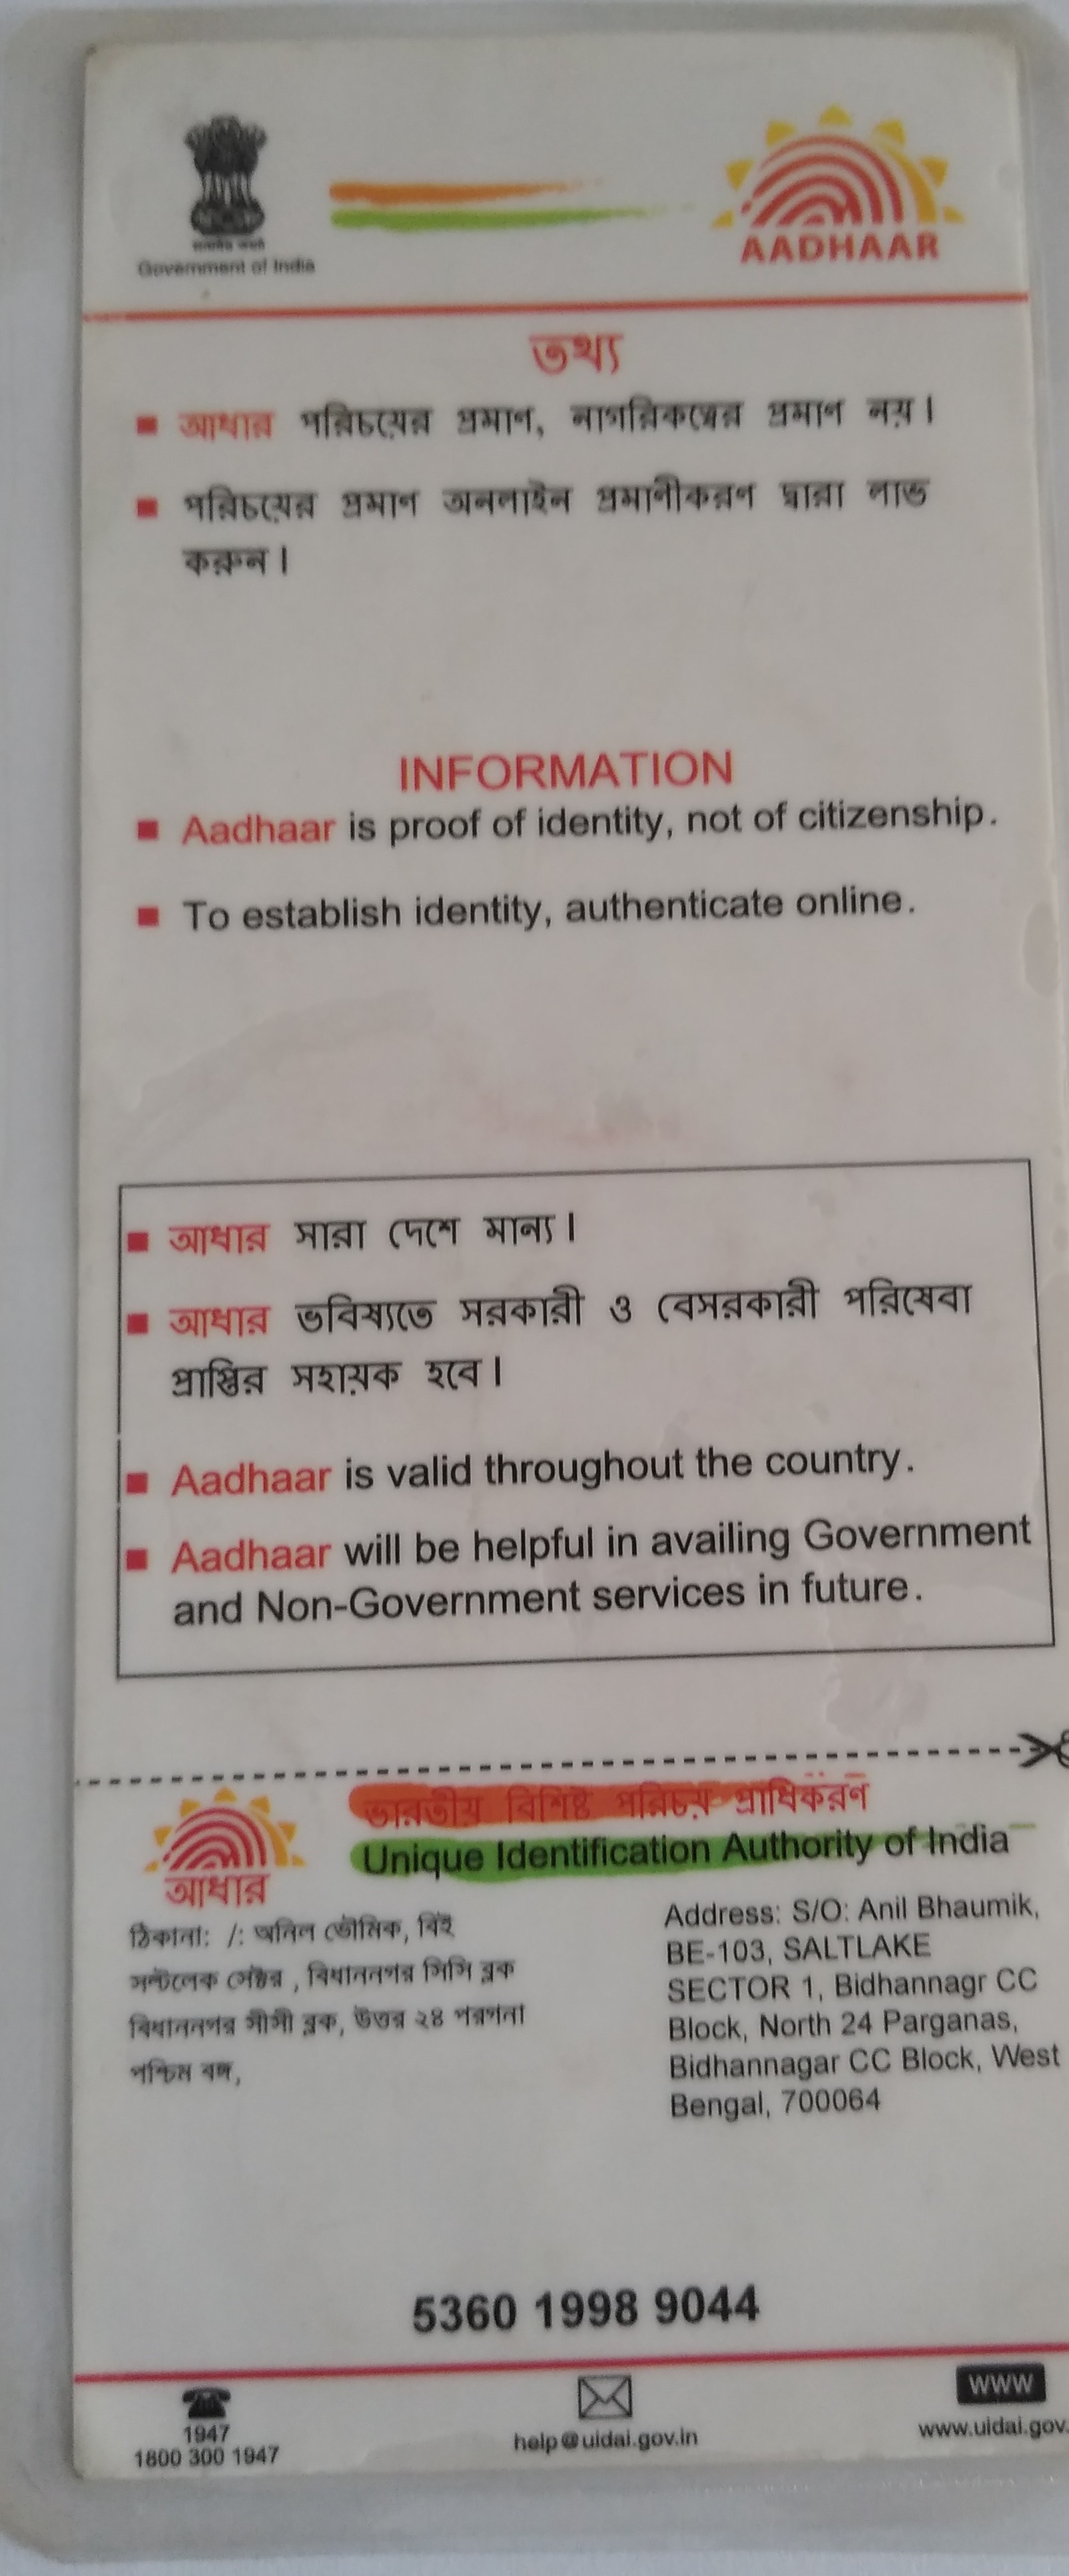 Government of India
AADHAAR
তথ্য
আধার পরিচয়ের প্রমাণ, নাগরিকত্বের প্রমাণ নয়।
পরিচয়ের প্রমাণ অনলাইন প্রমাণীকরণ দ্বারা লাভ
করুন।
INFORMATION
Aadhaar is proof of identity, not of citizenship.
To establish identity, authenticate online.
আধার সারা দেশে মান্য।
আধার ভবিষ্যতে সরকারী ও বেসরকারী পরিষেবা
প্রাপ্তির সহায়ক হবে।
Aadhaar is valid throughout the country.
Aadhaar will be helpful in availing Government
and Non-Government services in future.
ভারতীয় বিশিষ্ট পরিচয় প্রাধিকরণ
Unique Identification Authority of India
আধার
ঠিকানা: /: অনিল ভৌমিক, বিই
সল্টলেক সেক্টর , বিধাননগর সিসি ব্লক
বিধাননগর সীসী ব্লক, উত্তর ২৪ পরগনা
পশ্চিম বঙ্গ,
Address: S/O: Anil Bhaumik,
BE-103, SALTLAKE
SECTOR 1, Bidhannagr CC
Block, North 24 Parganas,
Bidhannagar CC Block, West
Bengal, 700064
5360 1998 9044
1947
1800 300 1947
help@uidai.gov.in
www
www.uidai.gov.